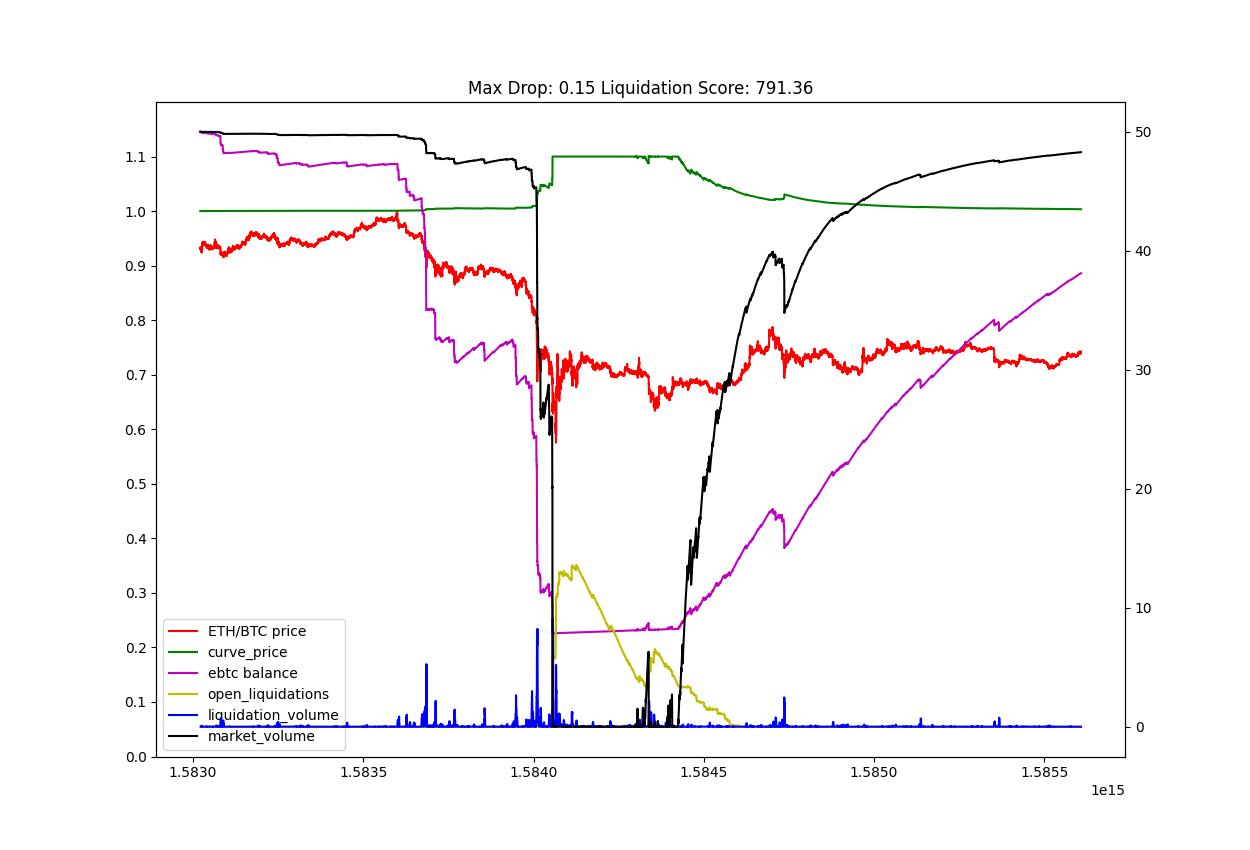 Max Drop: 0.15 Liquidation Score: 791.36
1.1
1.0
0.9
0.8
0.7
0.6
0.5
0.4
0.3
0.2
0.1
0.0
50
40
30
20
10
0
ETH/BTC price
curve_price
ebtc balance
open_liquidations
liquidation_volume
market_volume
1.5830 1.5835 1.5840 1.5845 1.5850 1.5855
1e15